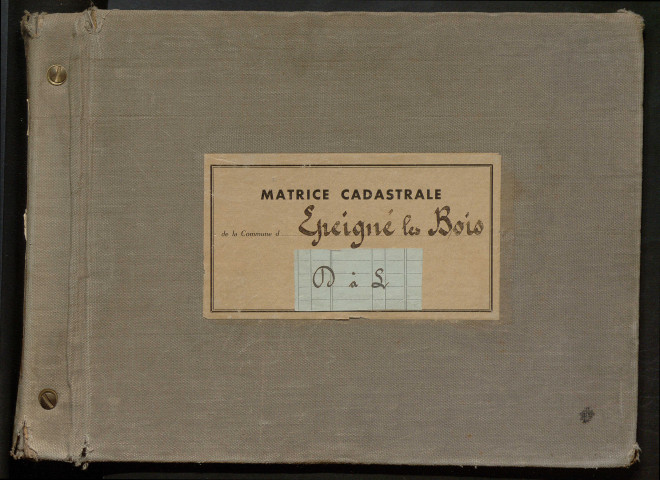 MATRICE CADASTRALE
de la Commune d Epeigné les Bois
D à L